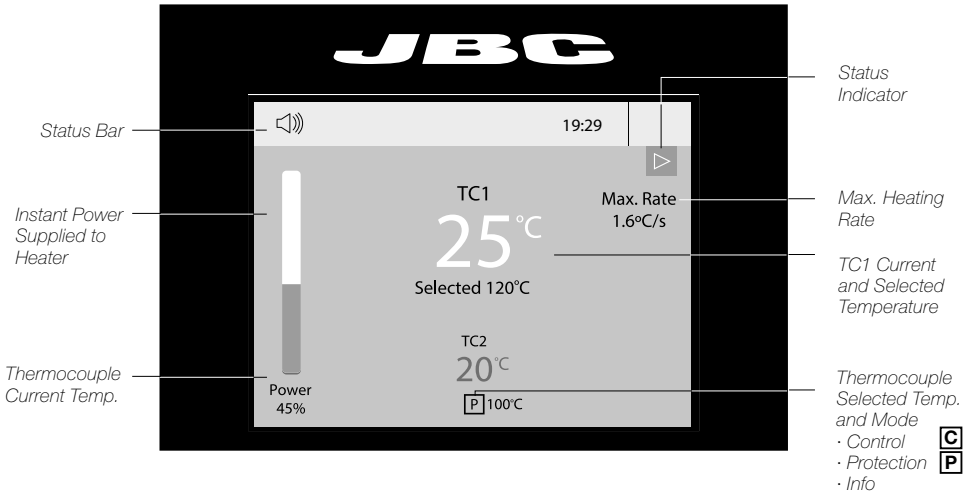 JBC
Status
Indicator
Status Bar
19:29
Instant Power
Supplied to
Heater
TC1
25°C
Selected 120°C
Max. Rate
1.6ºC/s
Max. Heating
Rate
TC1 Current
and Selected
Temperature
TC2
20°C
P 100°C
Thermocouple
Current Temp.
Power
45%
Thermocouple
Selected Temp.
and Mode
· Control C
· Protection P
· Info